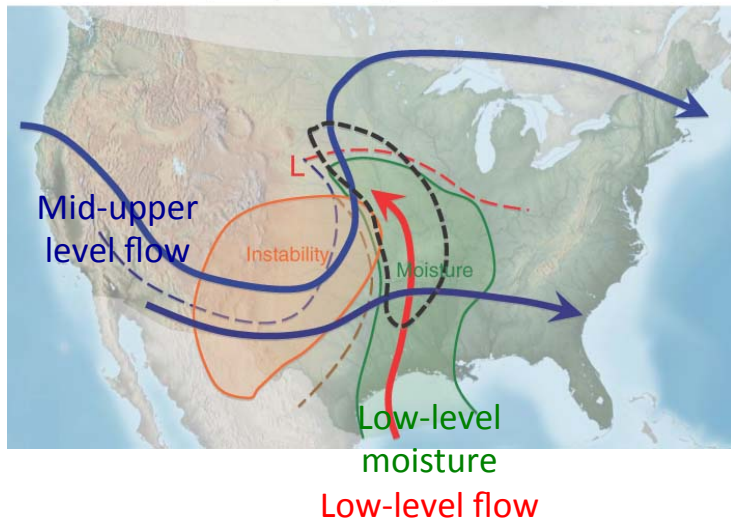 L
Mid-upper
level flow
Instability
Moisture
Low-level
moisture
Low-level flow